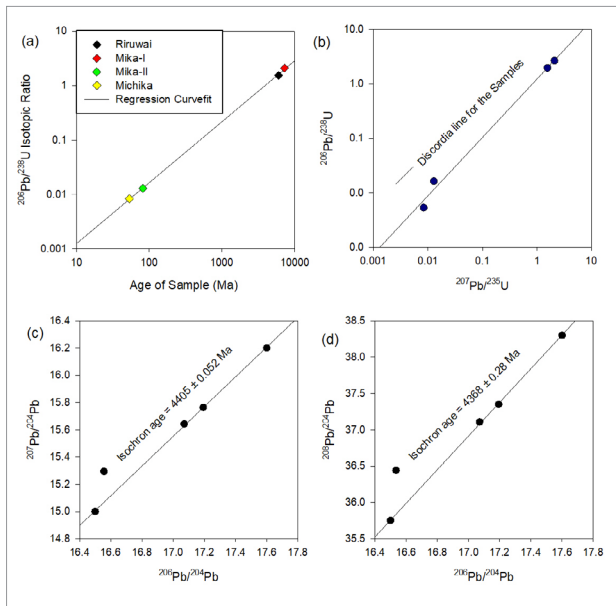 (a)
Riruwai
Mika-I
Mika-II
Michika
Regression Curvefit
²⁰⁶Pb/²³⁸U Isotopic Ratio
10
1
0.1
0.01
0.001
10 100 1000 10000
Age of Sample (Ma)
(b)
Discordia line for the Samples
²⁰⁶Pb/²³⁸U
1.0
0.1
0.0
0.0
0.001 0.01 0.1 1 10
²⁰⁷Pb/²³⁵U
(c)
Isochron age = 4405 ± 0.052 Ma
²⁰⁷Pb/²⁰⁴Pb
16.4
16.2
16.0
15.8
15.6
15.4
15.2
15.0
14.8
16.4 16.6 16.8 17.0 17.2 17.4 17.6 17.8
²⁰⁶Pb/²⁰⁴Pb
(d)
Isochron age = 4368 ± 0.28 Ma
²⁰⁸Pb/²⁰⁴Pb
38.5
38.0
37.5
37.0
36.5
36.0
35.5
16.4 16.6 16.8 17.0 17.2 17.4 17.6 17.8
²⁰⁶Pb/²⁰⁴Pb